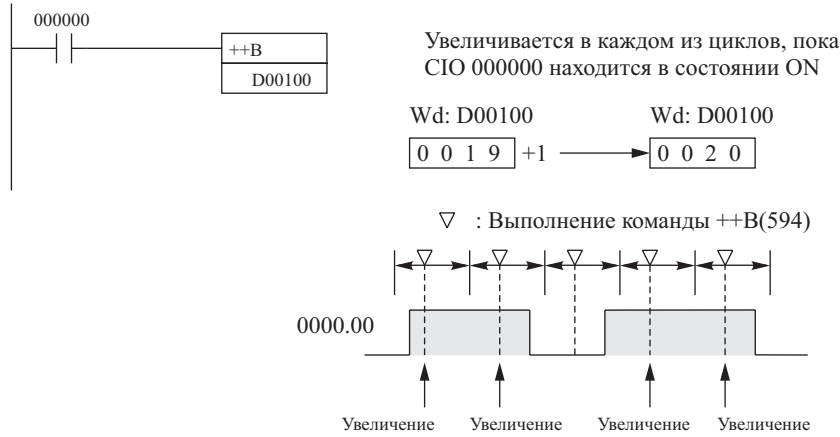 000000
++B
D00100
Увеличивается в каждом из циклов, пока
CIO 000000 находится в состоянии ON
Wd: D00100 Wd: D00100
0 0 1 9 +1 0 0 2 0
▽ : Выполнение команды ++B(594)
0000.00
Увеличение Увеличение Увеличение Увеличение